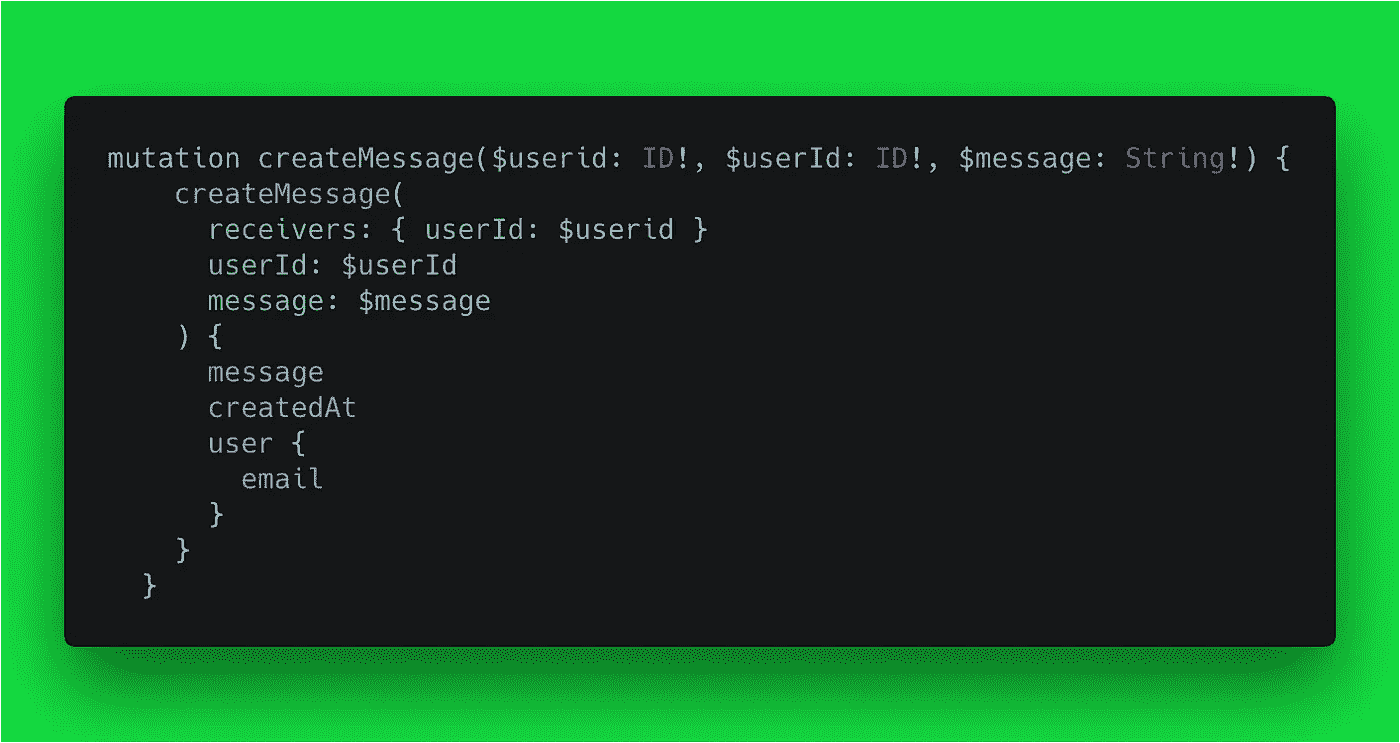 mutation createMessage($userid: ID!, $userId: ID!, $message: String!) {
    createMessage(
      receivers: { userId: $userid }
      userId: $userId
      message: $message
    ) {
      message
      createdAt
      user {
        email
      }
    }
  }